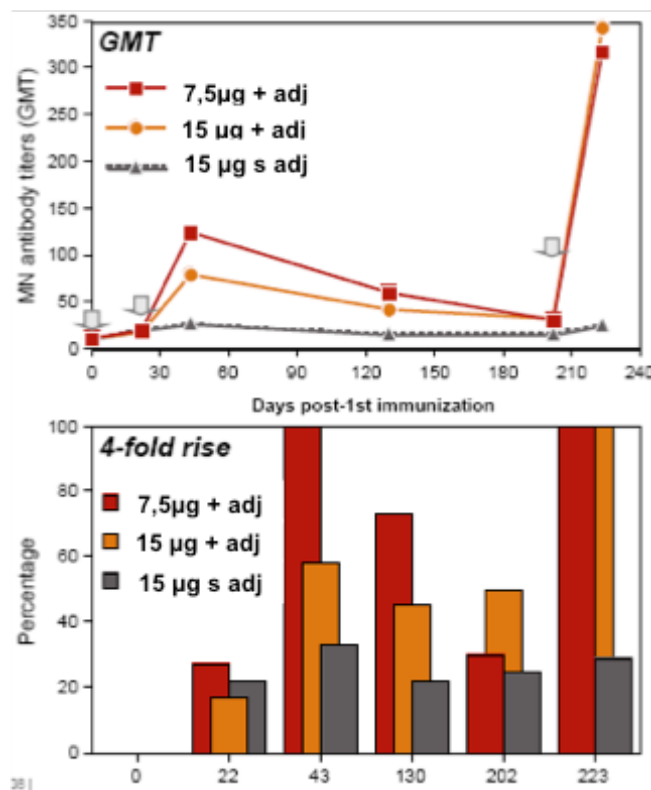 GMT
MN antibody titers (GMT)
350
300
250
200
150
100
50
0
7,5µg + adj
15 µg + adj
15 µg s adj
0 30 60 90 120 150 180 210 240
Days post-1st immunization
4-fold rise
Percentage
100
80
60
40
20
0
7,5µg + adj
15 µg + adj
15 µg s adj
0 22 43 130 202 223